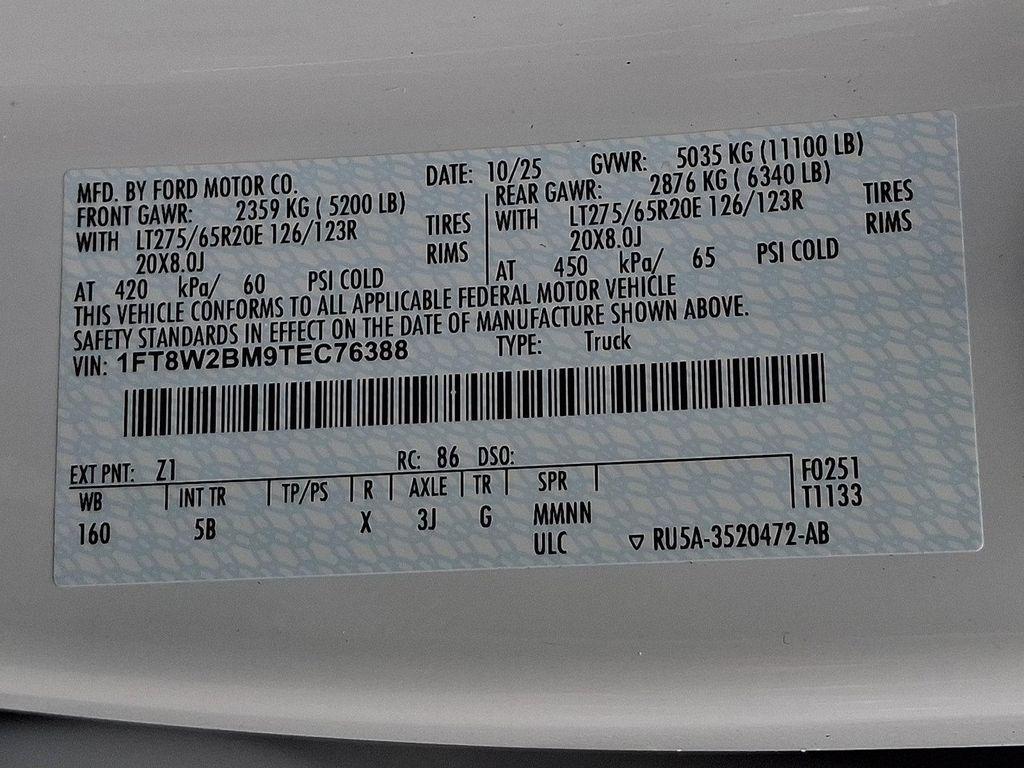 MFD. BY FORD MOTOR CO. DATE: 10/25 GVWR: 5035 KG (11100 LB)
FRONT GAWR: 2359 KG ( 5200 LB) REAR GAWR: 2876 KG ( 6340 LB)
WITH LT275/65R20E 126/123R TIRES WITH LT275/65R20E 126/123R TIRES
20X8.0J RIMS 20X8.0J RIMS
AT 420 kPa/ 60 PSI COLD AT 450 kPa/ 65 PSI COLD
THIS VEHICLE CONFORMS TO ALL APPLICABLE FEDERAL MOTOR VEHICLE
SAFETY STANDARDS IN EFFECT ON THE DATE OF MANUFACTURE SHOWN ABOVE.
VIN: 1FT8W2BM9TEC76388 TYPE: Truck
EXT PNT: Z1 RC: 86 DSO:
WB INT TR TP/PS R AXLE TR SPR F0251
160 5B X 3J G MMNN T1133
ULC ▽ RU5A-3520472-AB